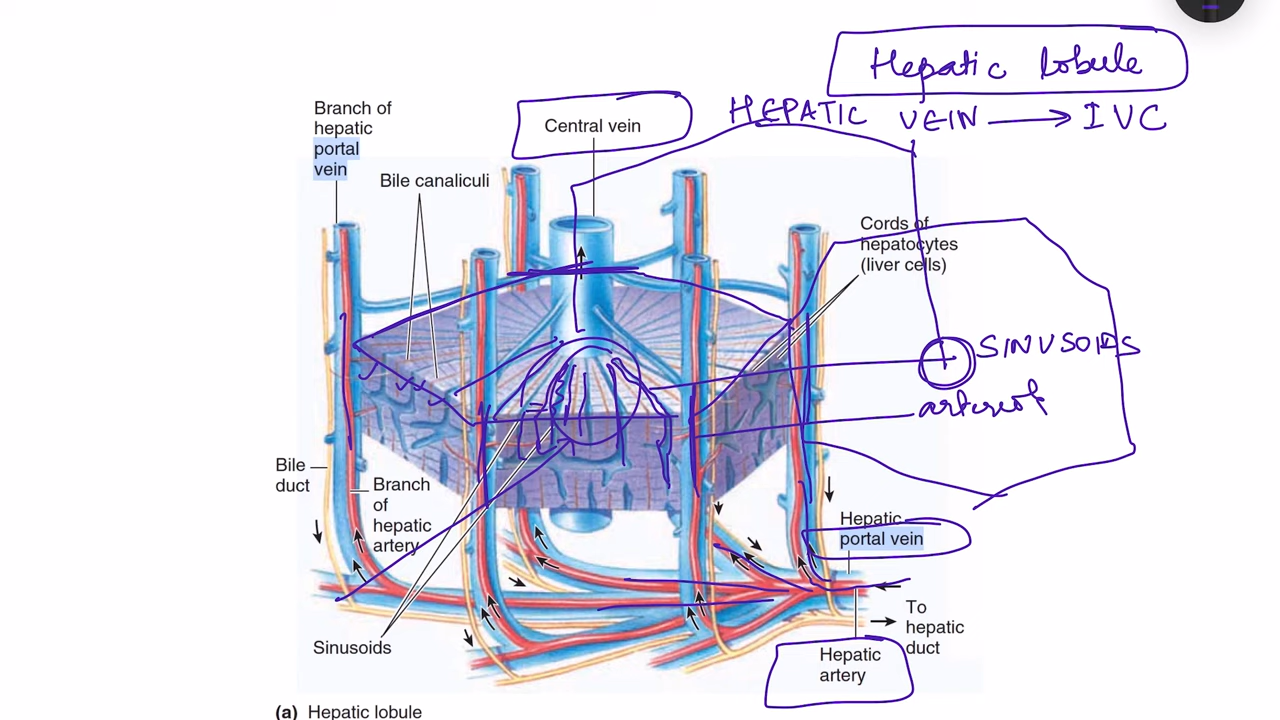 Hepatic lobule
HEPATIC VEIN → IVC
Branch of
hepatic
portal
vein
Central vein
Bile canaliculi
Cords of
hepatocytes
(liver cells)
SINUSOIDS
Bile
duct
Branch
of
hepatic
artery
Hepatic
portal vein
To
hepatic
duct
Sinusoids
Hepatic
artery
(a) Hepatic lobule